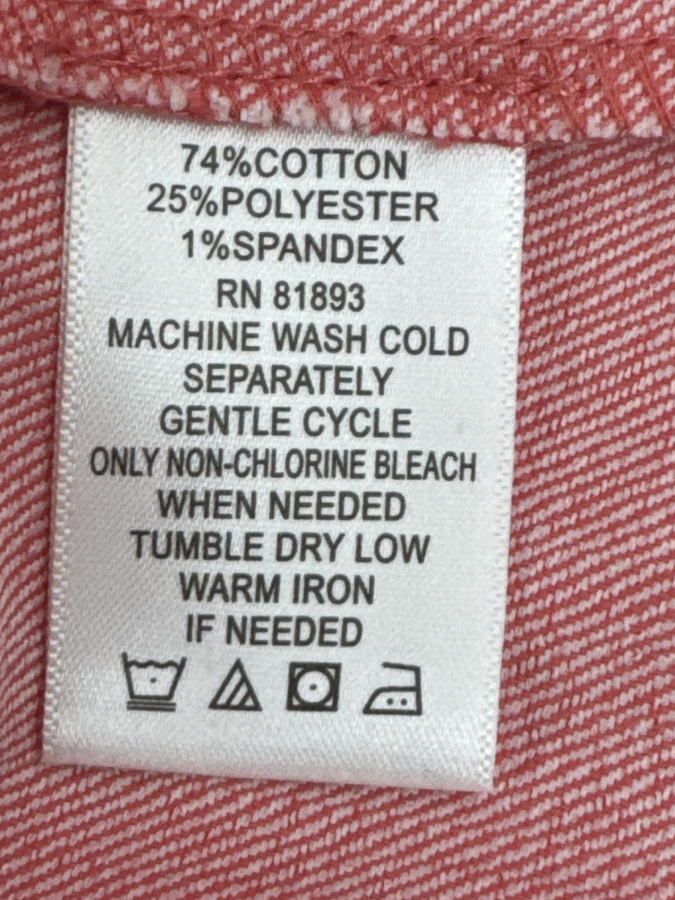 74%COTTON
25%POLYESTER
1%SPANDEX
RN 81893
MACHINE WASH COLD
SEPARATELY
GENTLE CYCLE
ONLY NON-CHLORINE BLEACH
WHEN NEEDED
TUMBLE DRY LOW
WARM IRON
IF NEEDED